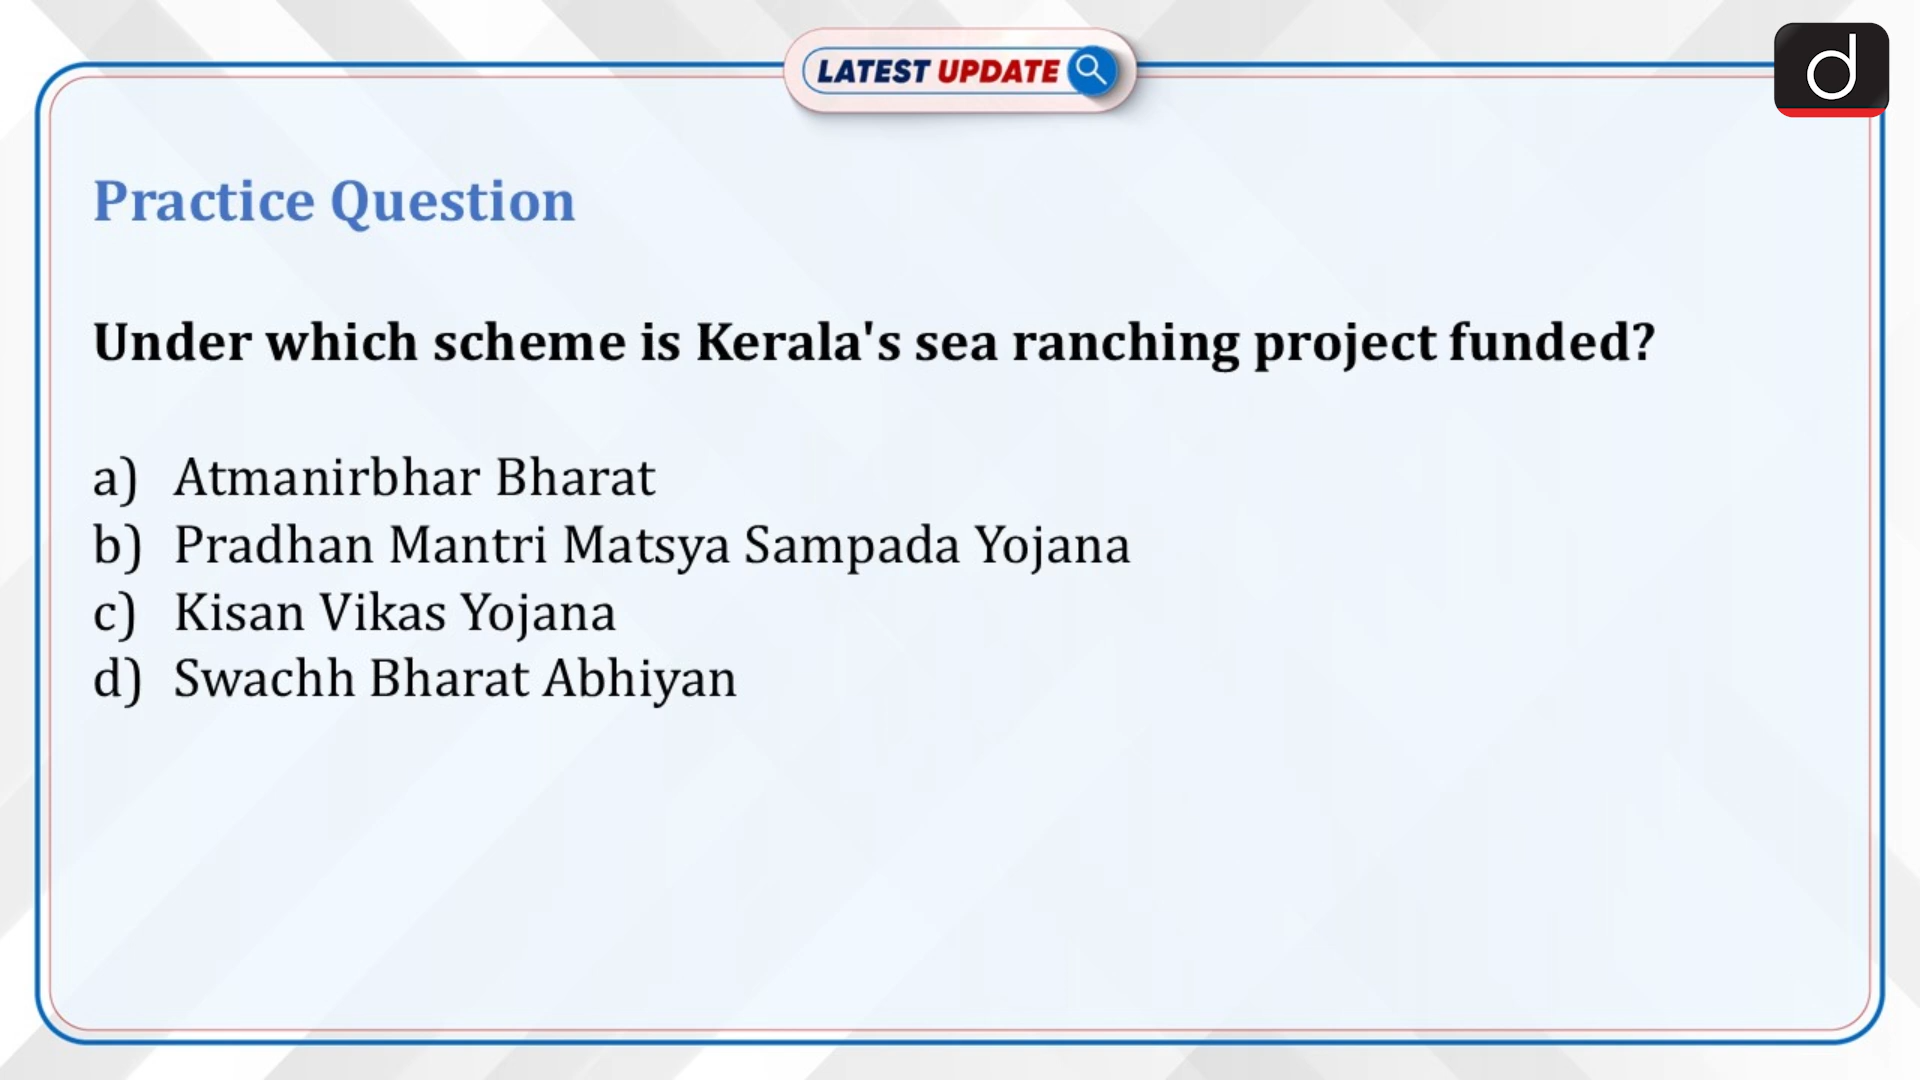 LATEST UPDATE
d
Practice Question
Under which scheme is Kerala's sea ranching project funded?
a) Atmanirbhar Bharat
b) Pradhan Mantri Matsya Sampada Yojana
c) Kisan Vikas Yojana
d) Swachh Bharat Abhiyan